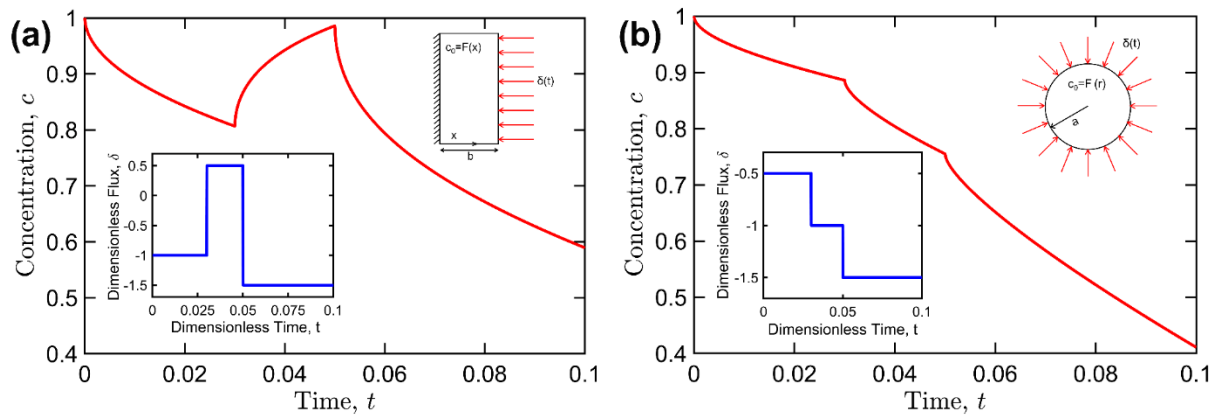 (a)
Concentration, c
1
0.9
0.8
0.7
0.6
0.5
0.4
0
0.02
0.04
0.06
0.08
0.1
Time, t
c₀=F(x)
δ(t)
x
b
Dimensionless Flux, δ
0.5
0
-0.5
-1
-1.5
0
0.025
0.05
0.075
0.1
Dimensionless Time, t
(b)
Concentration, c
1
0.9
0.8
0.7
0.6
0.5
0.4
0
0.02
0.04
0.06
0.08
0.1
Time, t
δ(t)
c₀=F(r)
a
Dimensionless Flux, δ
-0.5
-1
-1.5
0
0.05
0.1
Dimensionless Time, t